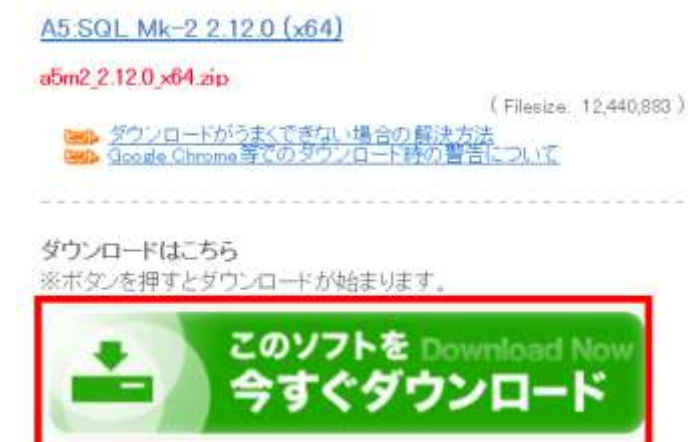 A5:SQL Mk-2 2.12.0 (x64)
a5m2_2.12.0_x64.zip
( Filesize: 12,440,883 )
ダウンロードがうまくできない場合の解決方法
Google Chrome等でのダウンロード時の警告について
ダウンロードはこちら
※ボタンを押すとダウンロードが始まります。
このソフトを Download Now
今すぐダウンロード